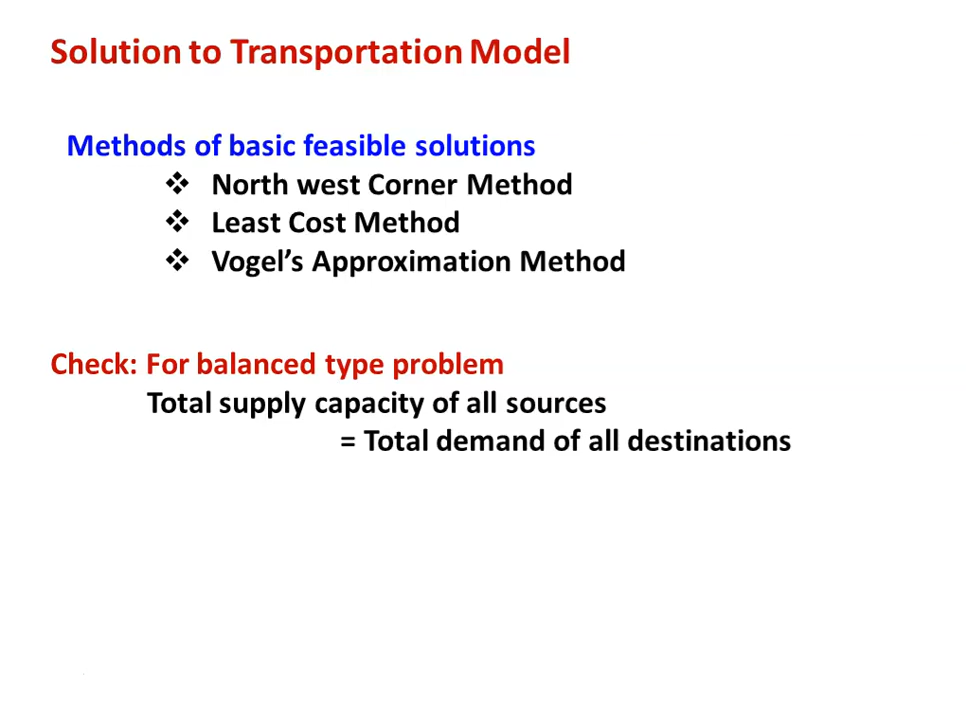 Solution to Transportation Model
Methods of basic feasible solutions
❖ North west Corner Method
❖ Least Cost Method
❖ Vogel’s Approximation Method
Check: For balanced type problem
Total supply capacity of all sources
= Total demand of all destinations